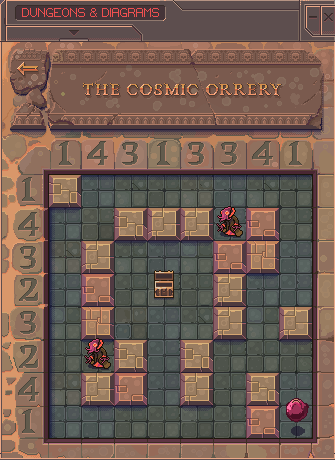 DUNGEONS & DIAGRAMS
THE COSMIC ORRERY
1 4 3 1 3 3 4 1
1
4
3
2
3
2
4
1